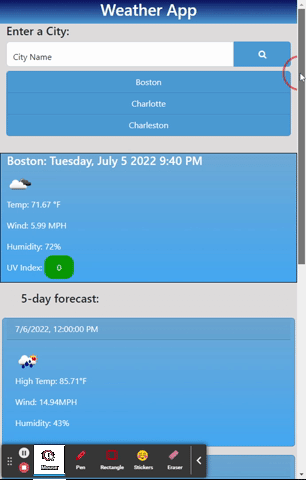 Weather App
Enter a City:
City Name
Boston
Charlotte
Charleston
Boston: Tuesday, July 5 2022 9:40 PM
Temp: 71.67 °F
Wind: 5.99 MPH
Humidity: 72%
UV Index: 0
5-day forecast:
7/6/2022, 12:00:00 PM
High Temp: 85.71°F
Wind: 14.94MPH
Humidity: 43%
Mouse Pen Rectangle Stickers Eraser